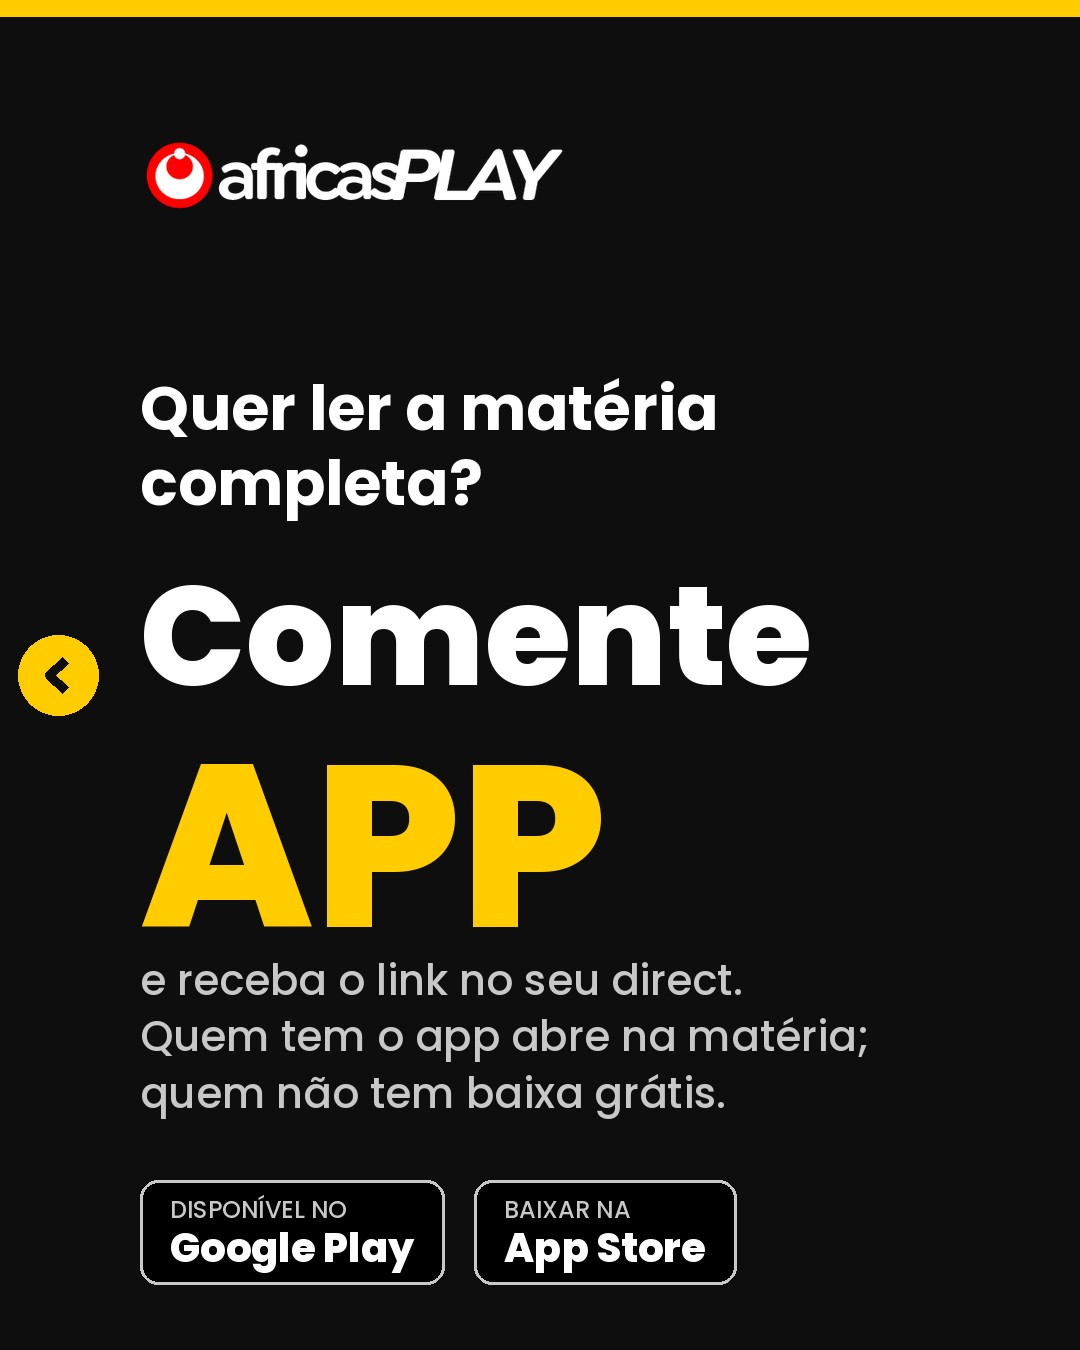 africasPLAY
Quer ler a matéria
completa?
Comente
APP
e receba o link no seu direct.
Quem tem o app abre na matéria;
quem não tem baixa grátis.
DISPONÍVEL NO
Google Play
BAIXAR NA
App Store